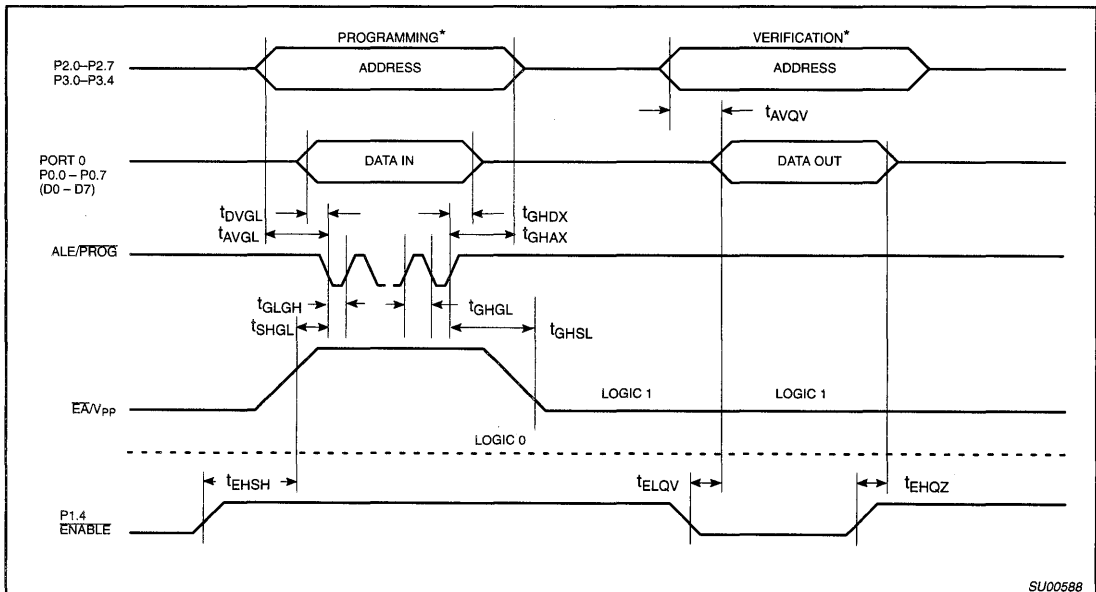 PROGRAMMING*
VERIFICATION*
P2.0–P2.7
P3.0–P3.4
ADDRESS
ADDRESS
tAVQV
PORT 0
P0.0 – P0.7
(D0 – D7)
DATA IN
DATA OUT
tDVGL
tGHDX
tAVGL
tGHAX
ALE/PROG
tGLGH
tGHGL
tSHGL
tGHSL
LOGIC 1
LOGIC 1
EA/VPP
LOGIC 0
tEHSH
tELQV
tEHQZ
P1.4
ENABLE
SU00588